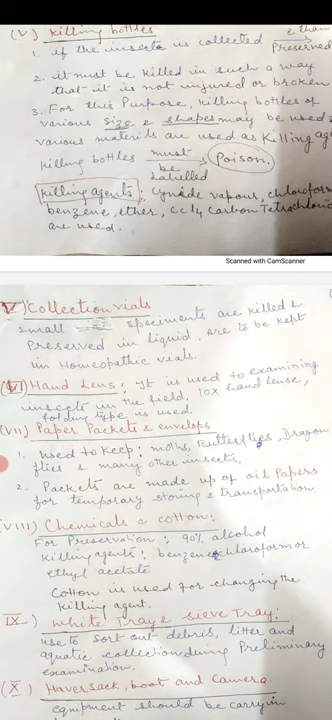 (V) Killing bottles
1. if the insects is collected & than Preserved
2. it must be killed in such a way
that it is not injured or broken
3. For this Purpose, killing bottles of
various size & shapes may be used
various materils are used as Killing age
killing bottles must be Labelled Poison.
killing agents: cynide vapour, chloroform
benzene, ether, CCl4 Carbon Tetrachlorid
are used.
Scanned with CamScanner
V) Collection vials
small speciments are killed &
Preserved in liquid. Are to be kept
in Homeopathic vials.
(VI) Hand Lens: It is used to examining
insects in the field. 10x hand lense,
folding type is used.
(VII) Paper Packets & envelops
1. used to keep: moths, Butterflies, Dragon
flies & many other insects.
2. Packets are made up of oil Papers
for temporary storing & transportation.
VIII) Chemicals & cotton:
For Preservation: 90% alcohol
killing agents: benzene chloroform or
ethyl acetate
Cotton is used for changing the
killing agent.
IX) White Tray & sieve Tray:
use to sort out debris, litter and
aquatic collection during Preliminary
examination.
(X) Haversack, boot and Camera.
equipment should be carry in